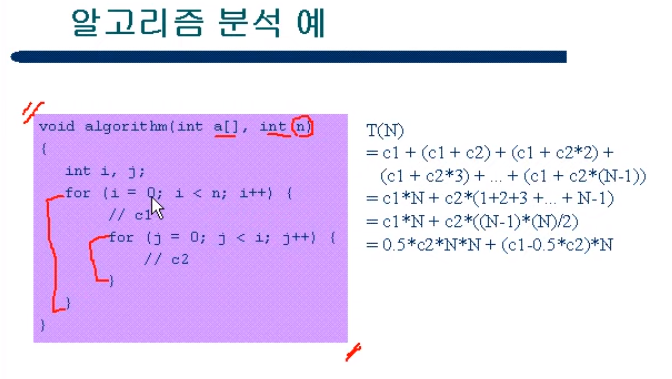 알고리즘 분석 예
void algorithm(int a[], int n)
{
int i, j;
for (i = 0; i < n; i++) {
// c1
for (j = 0; j < i; j++) {
// c2
}
}
}
T(N)
= c1 + (c1 + c2) + (c1 + c2*2) +
(c1 + c2*3) + ... + (c1 + c2*(N-1))
= c1*N + c2*(1+2+3 +... + N-1)
= c1*N + c2*((N-1)*(N)/2)
= 0.5*c2*N*N + (c1-0.5*c2)*N